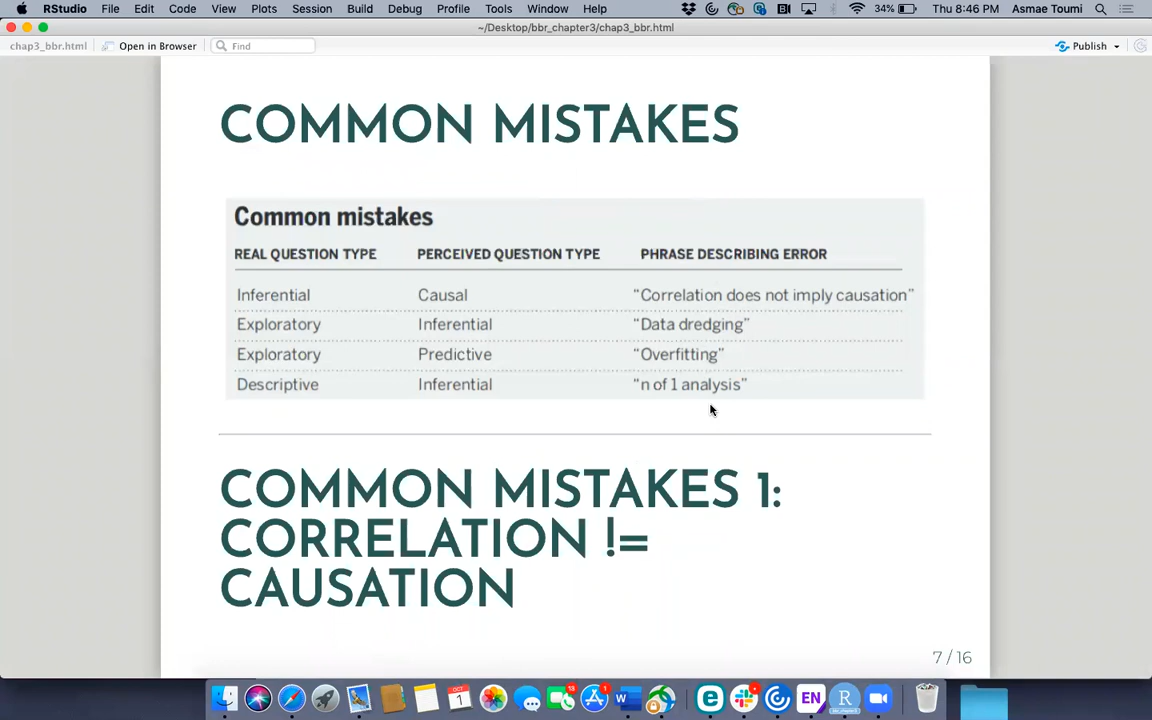 RStudio File Edit Code View Plots Session Build Debug Profile Tools Window Help 34% Thu 8:46 PM Asmae Toumi
~/Desktop/bbr_chapter3/chap3_bbr.html
chap3_bbr.html Open in Browser Find Publish
COMMON MISTAKES
Common mistakes
REAL QUESTION TYPE PERCEIVED QUESTION TYPE PHRASE DESCRIBING ERROR
Inferential Causal “Correlation does not imply causation”
Exploratory Inferential “Data dredging”
Exploratory Predictive “Overfitting”
Descriptive Inferential “n of 1 analysis”
COMMON MISTAKES 1:
CORRELATION !=
CAUSATION
7 / 16
OCT
1
EN
R